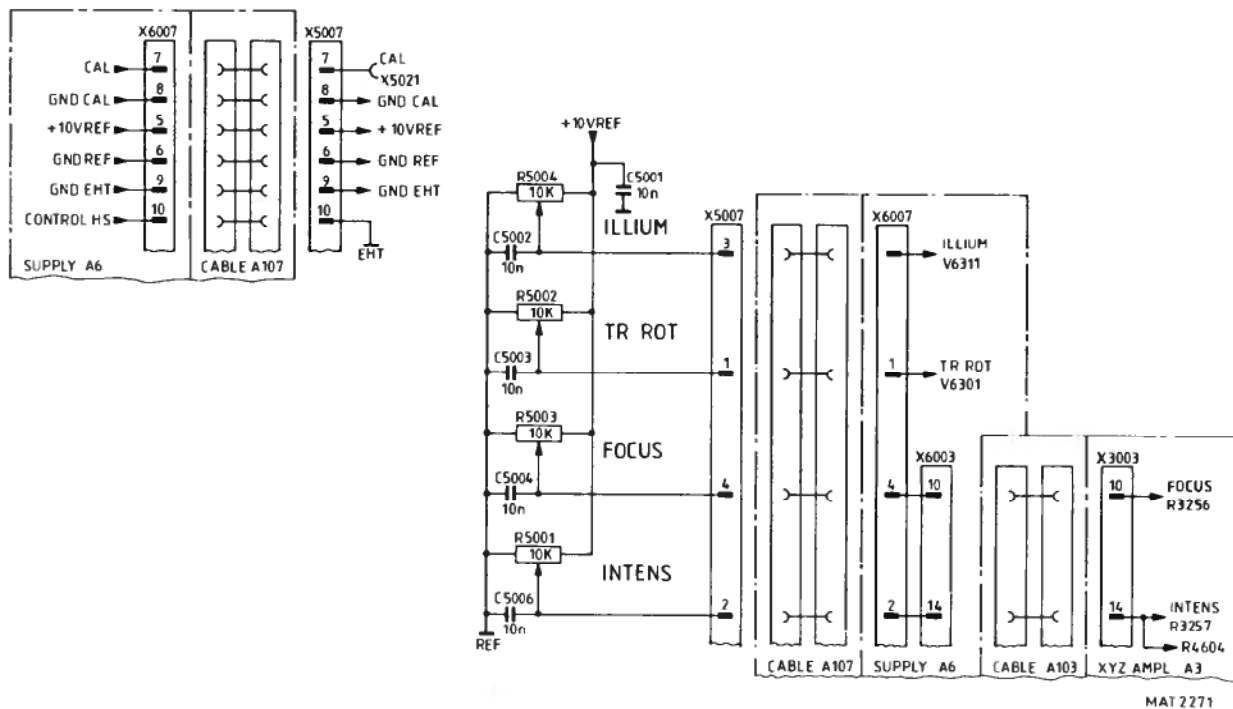 X6007
X5007
7
7
CAL
CAL
X5021
8
8
GND CAL
GND CAL
5
5
+10VREF
+10VREF
6
6
GND REF
GND REF
9
9
GND EHT
GND EHT
10
10
CONTROL HS
EHT
SUPPLY A6
CABLE A107
+10VREF
R5004
10K
C5001
10n
ILLIUM
C5002
10n
X5007
3
X6007
ILLIUM
V6311
R5002
10K
TR ROT
C5003
10n
1
1
TR ROT
V6301
R5003
10K
FOCUS
C5004
10n
4
4
X6003
10
X3003
10
FOCUS
R3256
R5001
10K
INTENS
C5006
10n
REF
2
2
14
14
INTENS
R3257
R4604
CABLE A107
SUPPLY A6
CABLE A103
XYZ AMPL A3
MAT 2271